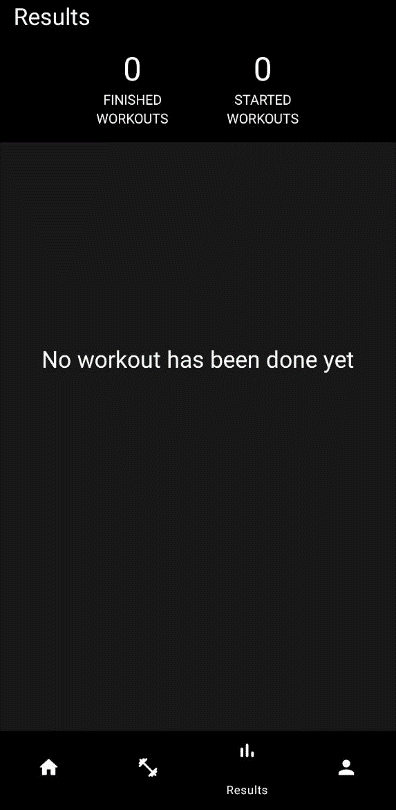 Results
0
0
FINISHED
WORKOUTS
STARTED
WORKOUTS
No workout has been done yet
Results